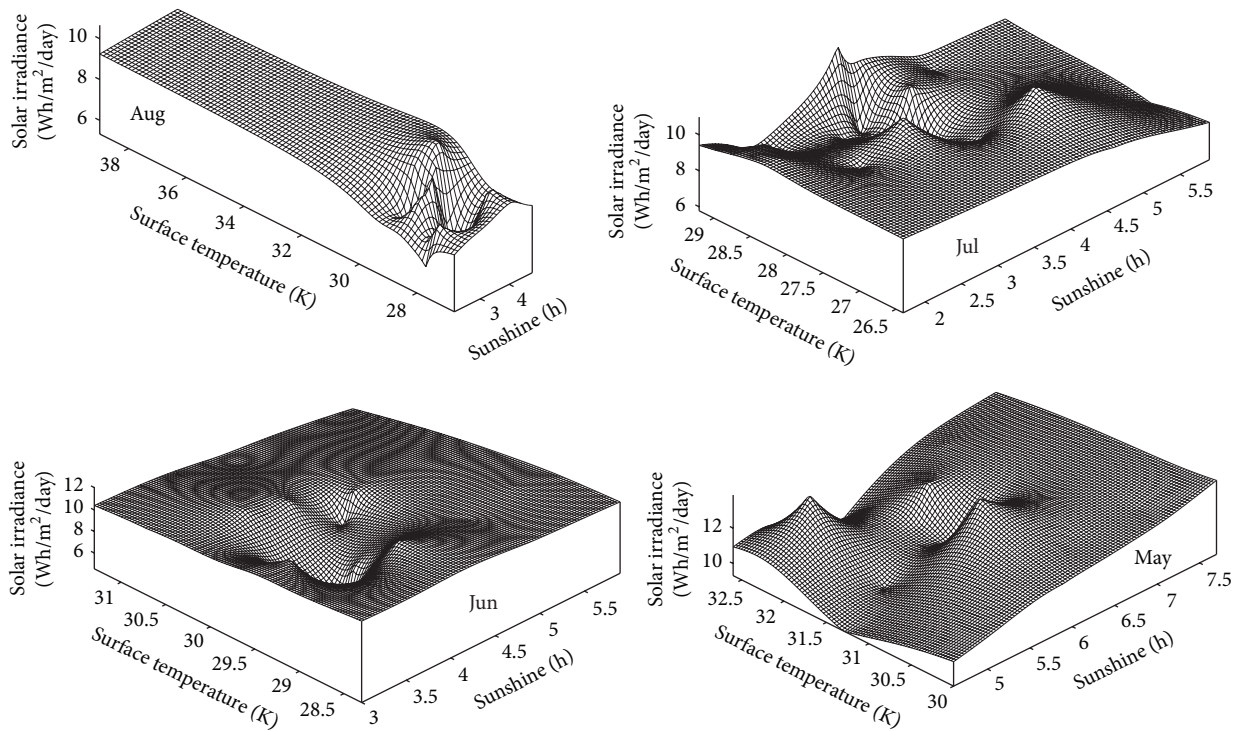 Solar irradiance
(Wh/m²/day)
10
8
6
Aug
38
36
34
32
30
28
Surface temperature (K)
3
4
Sunshine (h)
Solar irradiance
(Wh/m²/day)
10
8
6
Jul
29
28.5
28
27.5
27
26.5
Surface temperature (K)
2
2.5
3
3.5
4
4.5
5
5.5
Sunshine (h)
Solar irradiance
(Wh/m²/day)
12
10
8
6
Jun
31
30.5
30
29.5
29
28.5
Surface temperature (K)
3
3.5
4
4.5
5
5.5
Sunshine (h)
Solar irradiance
(Wh/m²/day)
12
10
May
32.5
32
31.5
31
30.5
30
Surface temperature (K)
5
5.5
6
6.5
7
7.5
Sunshine (h)